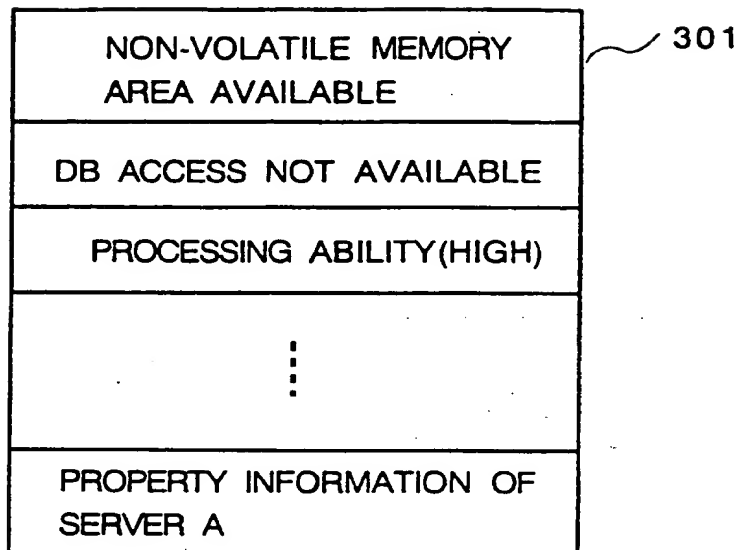 NON-VOLATILE MEMORY
AREA AVAILABLE
301
DB ACCESS NOT AVAILABLE
PROCESSING ABILITY(HIGH)
PROPERTY INFORMATION OF
SERVER A